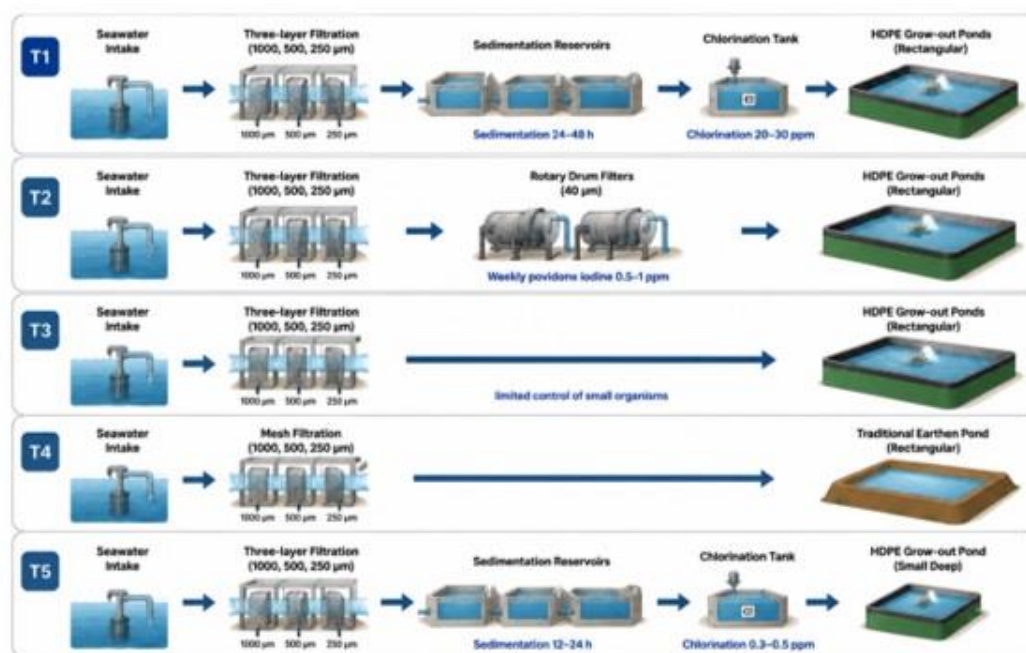 T1
Seawater
Intake
Three-layer Filtration
(1000, 500, 250 µm)
1000 µm 500 µm 250 µm
Sedimentation Reservoirs
Sedimentation 24–48 h
Chlorination Tank
Chlorination 20–30 ppm
HDPE Grow-out Ponds
(Rectangular)
T2
Seawater
Intake
Three-layer Filtration
(1000, 500, 250 µm)
1000 µm 500 µm 250 µm
Rotary Drum Filters
(40 µm)
Weekly povidone iodine 0.5–1 ppm
HDPE Grow-out Ponds
(Rectangular)
T3
Seawater
Intake
Three-layer Filtration
(1000, 500, 250 µm)
1000 µm 500 µm 250 µm
limited control of small organisms
HDPE Grow-out Ponds
(Rectangular)
T4
Seawater
Intake
Mesh Filtration
(1000, 500, 250 µm)
1000 µm 500 µm 250 µm
Traditional Earthen Pond
(Rectangular)
T5
Seawater
Intake
Three-layer Filtration
(1000, 500, 250 µm)
1000 µm 500 µm 250 µm
Sedimentation Reservoirs
Sedimentation 12–24 h
Chlorination Tank
Chlorination 0.3–0.5 ppm
HDPE Grow-out Pond
(Small Deep)